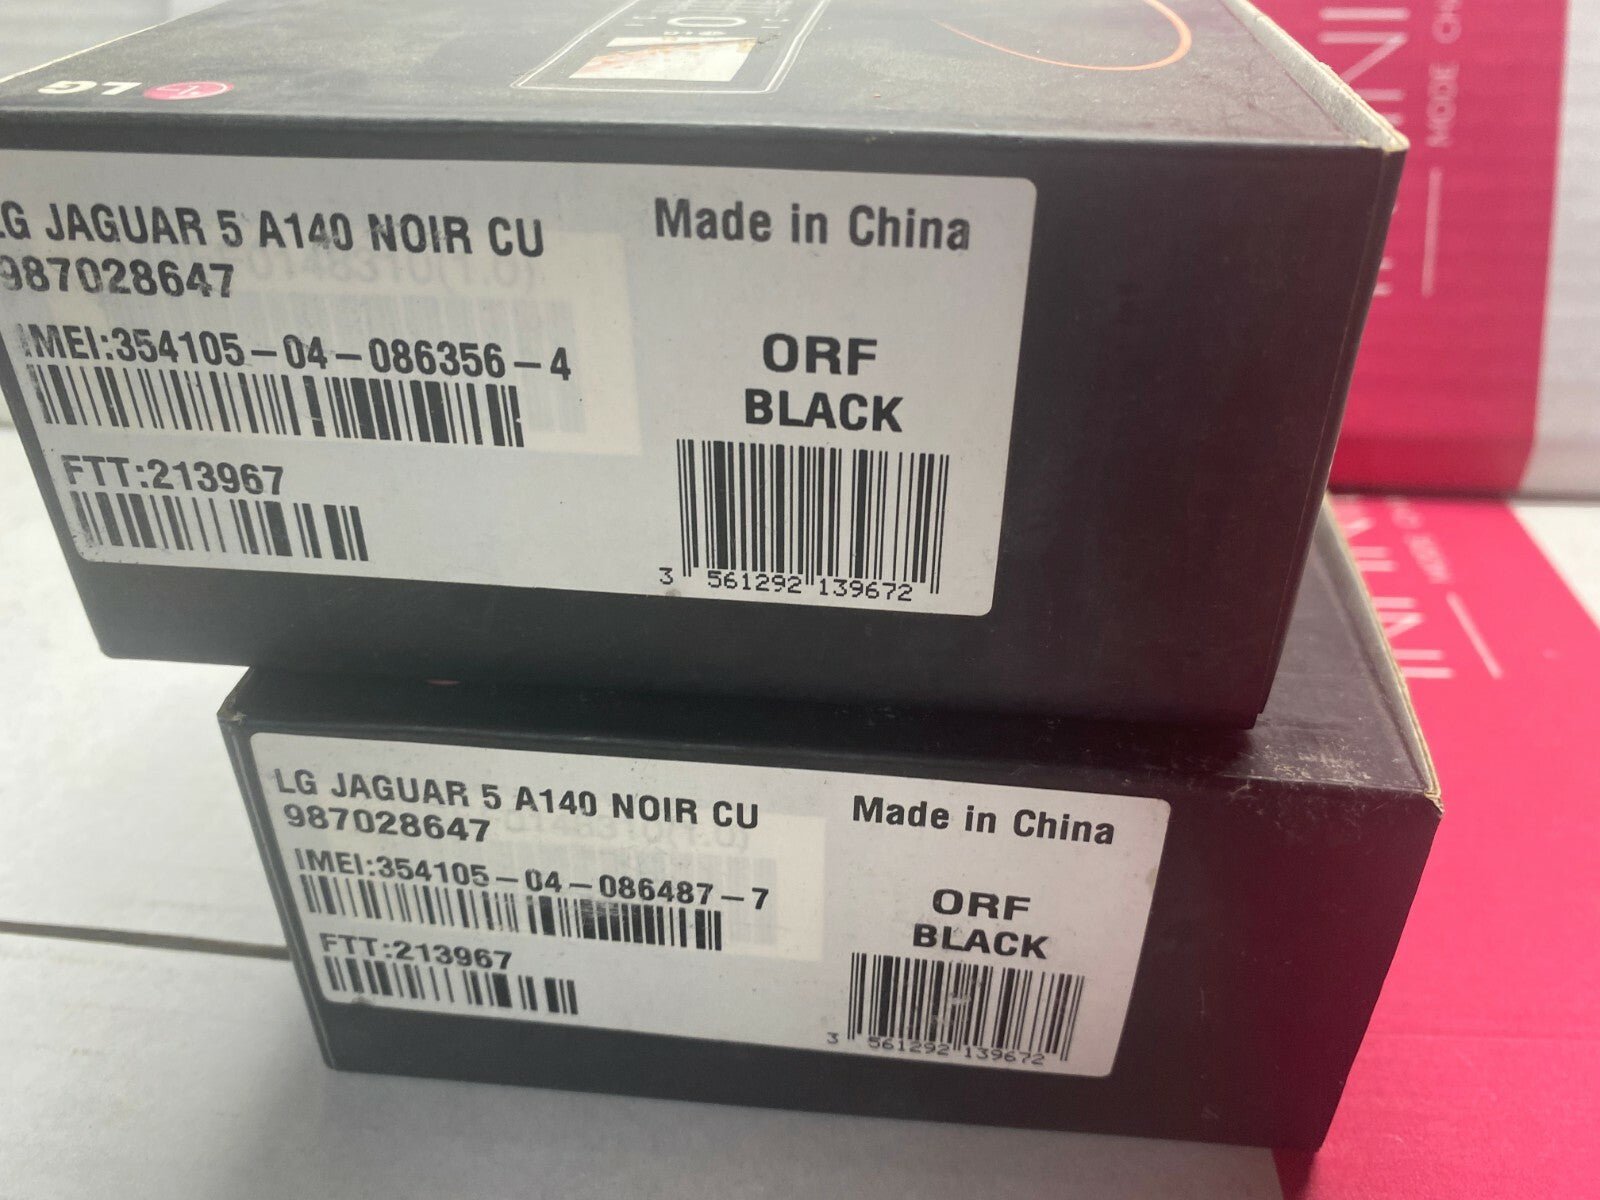 LG
LG JAGUAR 5 A140 NOIR CU
987028647
IMEI:354105-04-086356-4
FTT:213967
Made in China
ORF
BLACK
3 561292 139672
LG JAGUAR 5 A140 NOIR CU
987028647
IMEI:354105-04-086487-7
FTT:213967
Made in China
ORF
BLACK
3 561292 139672
MODE